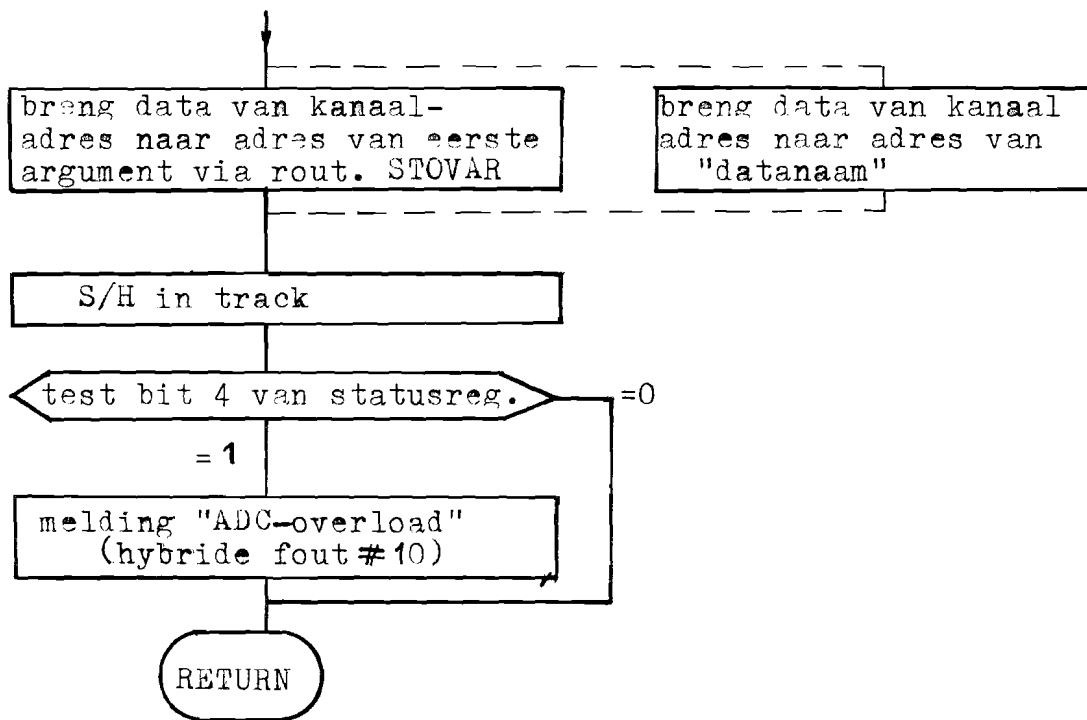 breng data van kanaal-
adres naar adres van eerste
argument via rout. STOVAR
breng data van kanaal
adres naar adres van
"datanaam"
S/H in track
test bit 4 van statusreg.
=0
= 1
melding "ADC-overload"
(hybride fout #10)
RETURN